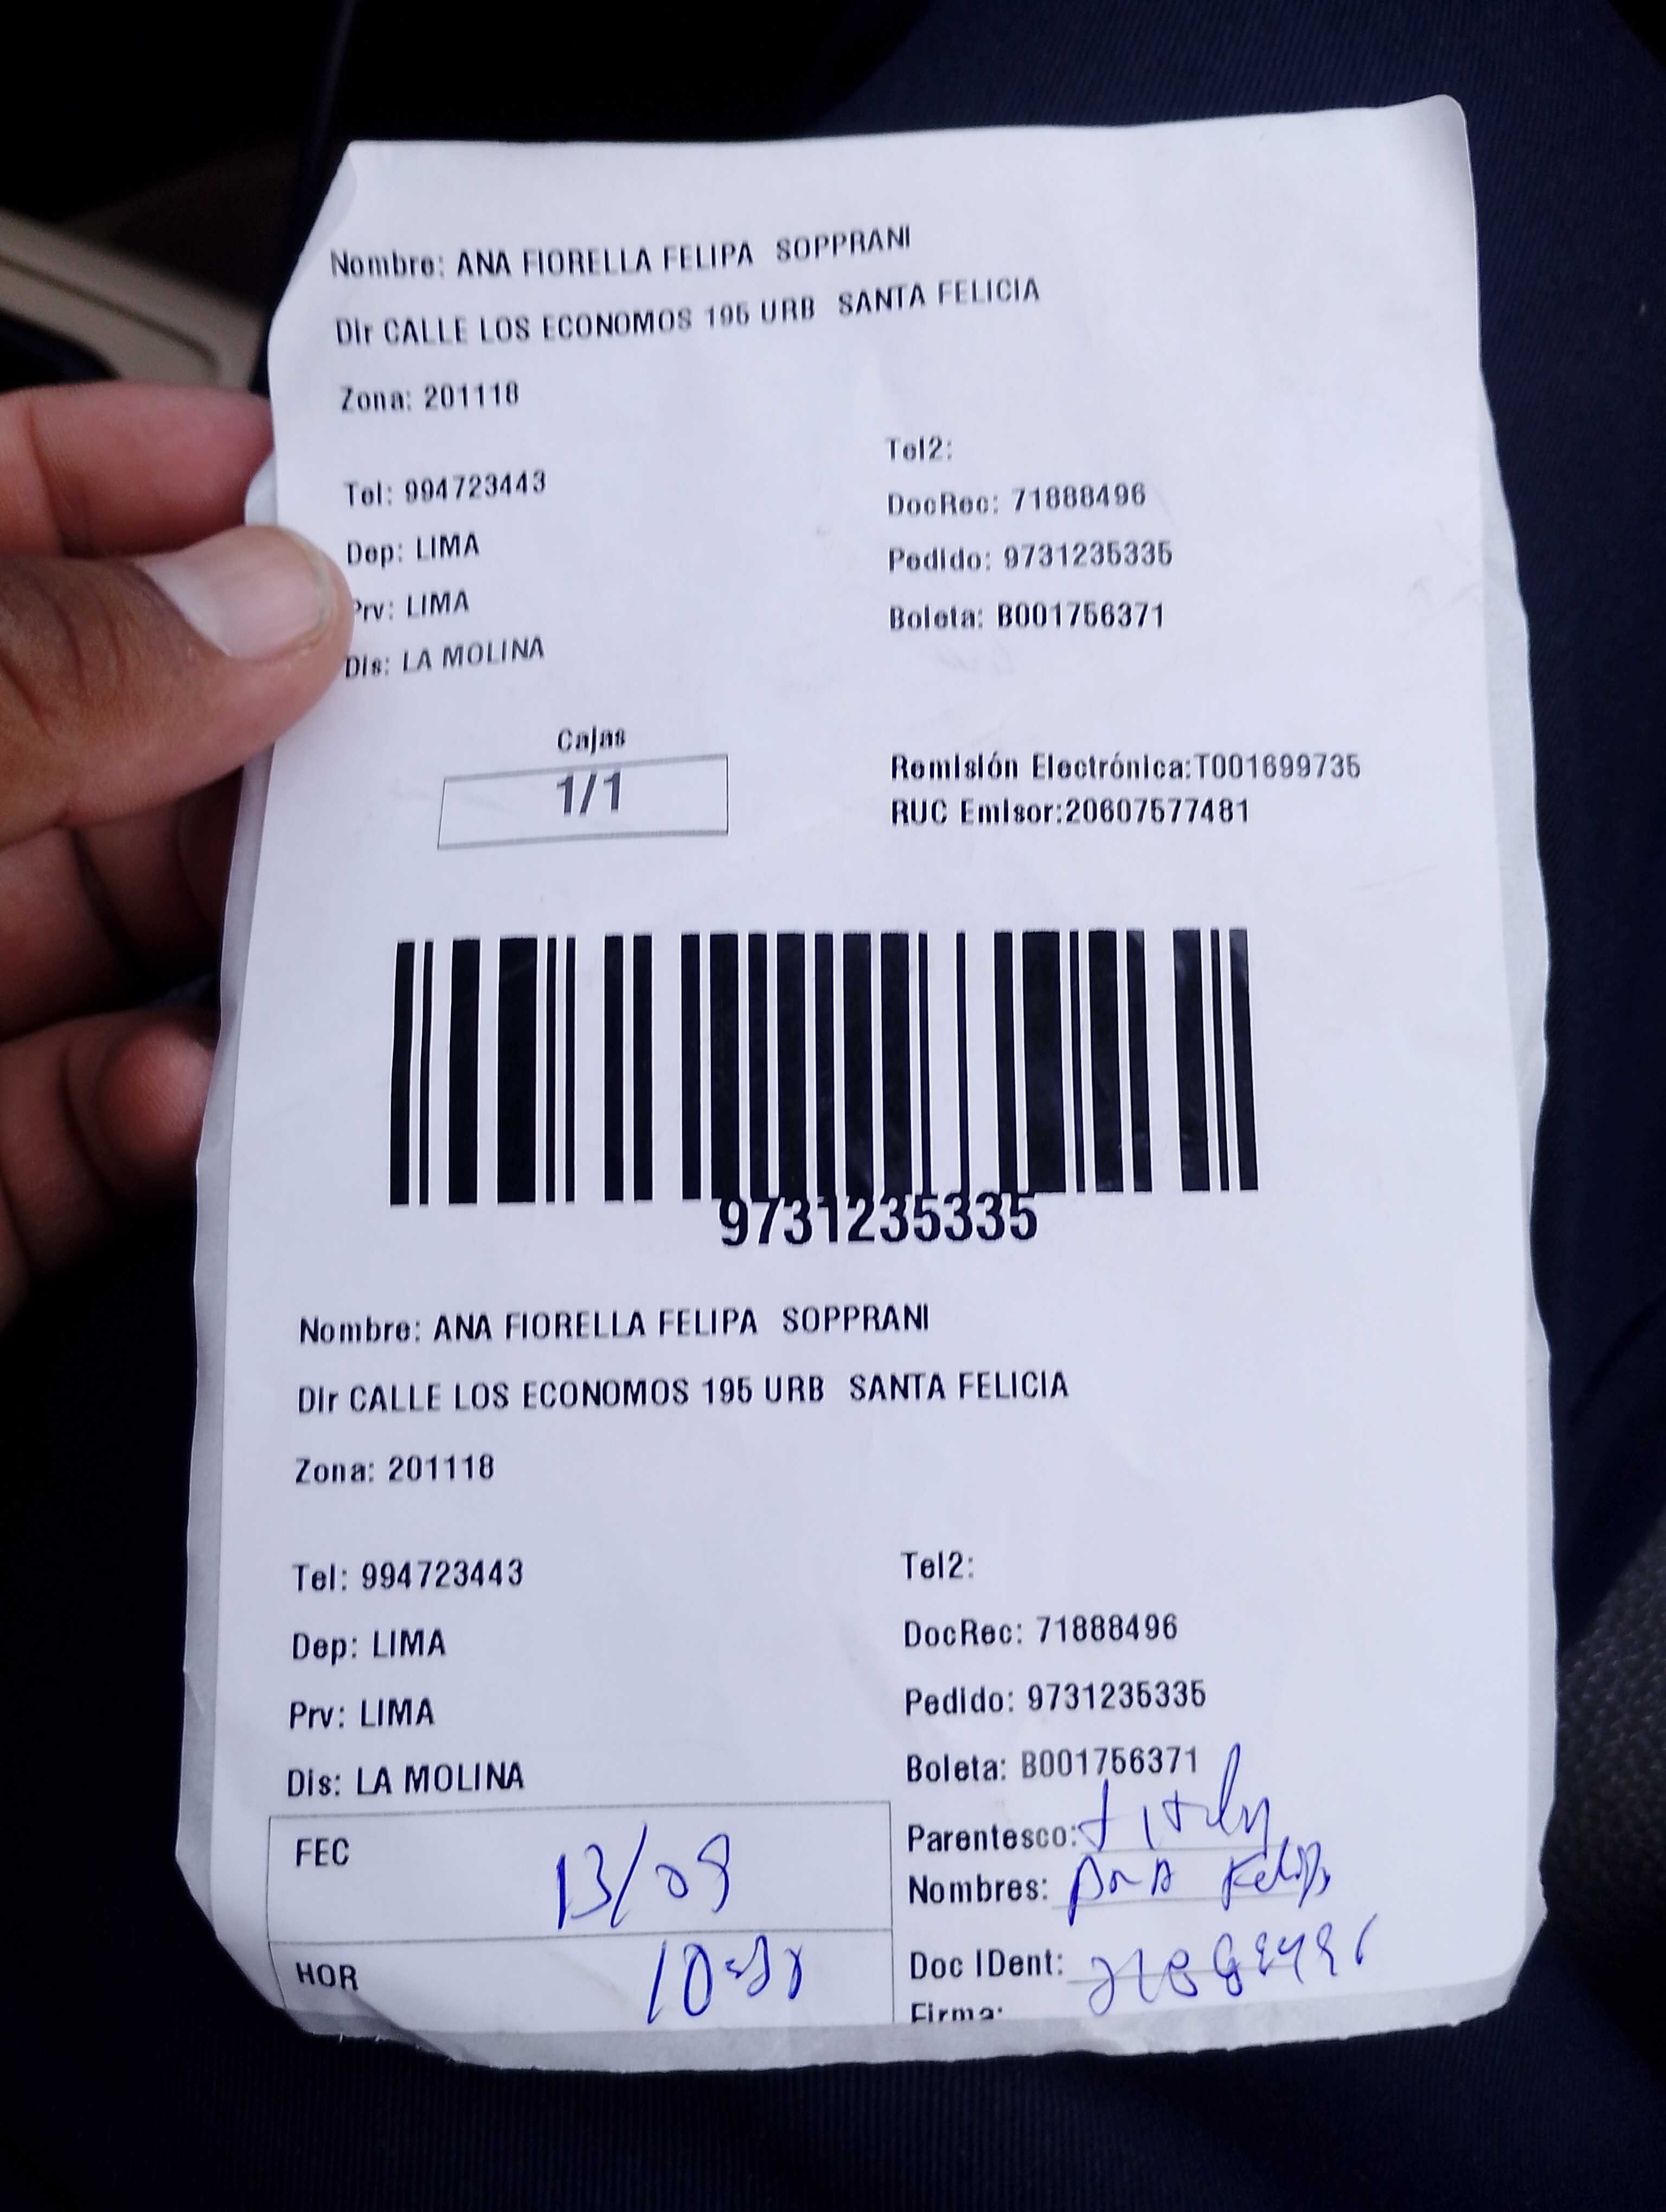 Nombre: ANA FIORELLA FELIPA SOPPRANI
Dir CALLE LOS ECONOMOS 195 URB SANTA FELICIA
Zona: 201118
Tel: 994723443
Tel2:
Dep: LIMA
DocRec: 71888496
Prv: LIMA
Pedido: 9731235335
Dis: LA MOLINA
Boleta: B001756371
Cajas
1/1
Remisión Electrónica:T001699735
RUC Emisor:20607577481
9731235335
Nombre: ANA FIORELLA FELIPA SOPPRANI
Dir CALLE LOS ECONOMOS 195 URB SANTA FELICIA
Zona: 201118
Tel: 994723443
Tel2:
Dep: LIMA
DocRec: 71888496
Prv: LIMA
Pedido: 9731235335
Dis: LA MOLINA
Boleta: B001756371
FEC 13/09
Parentesco:
Nombres: ANA Felipa
HOR
Doc IDent: 71888496
Firma: